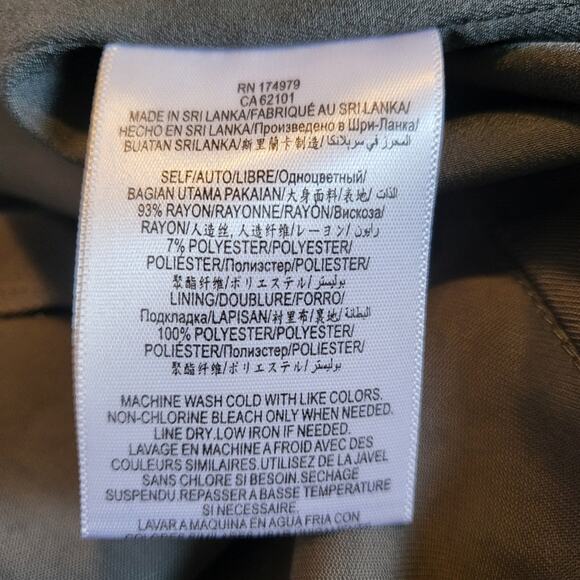 RN 174979
CA 62101
MADE IN SRI LANKA/FABRIQUÉ AU SRI LANKA/
HECHO EN SRI LANKA/Произведено в Шри-Ланка/
BUATAN SRI LANKA/斯里蘭卡制造/المحرز في سريلانكا
SELF/AUTO/LIBRE/Одноцветный/
BAGIAN UTAMA PAKAIAN/大身面料/表地/الذات
93% RAYON/RAYONNE/RAYON/Вискоза/
RAYON/人造丝, 人造纤维/レーヨン/رايون
7% POLYESTER/POLYESTER/
POLIESTER/Полиэстер/POLIESTER/
聚酯纤维/ポリエステル/بوليستر
LINING/DOUBLURE/FORRO/
Подкладка/LAPISAN/衬里布/裏地/البطانة
100% POLYESTER/POLYESTER/
POLIÉSTER/Полиэстер/POLIESTER/
聚酯纤维/ポリエステル/بوليستر
MACHINE WASH COLD WITH LIKE COLORS.
NON-CHLORINE BLEACH ONLY WHEN NEEDED.
LINE DRY.LOW IRON IF NEEDED.
LAVAGE EN MACHINE A FROID AVEC DES
COULEURS SIMILAIRES.UTILISEZ DE LA JAVEL
SANS CHLORE SI BESOIN.SECHAGE
SUSPENDU.REPASSER A BASSE TEMPERATURE
SI NECESSAIRE.
LAVAR A MAQUINA EN AGUA FRIA CON